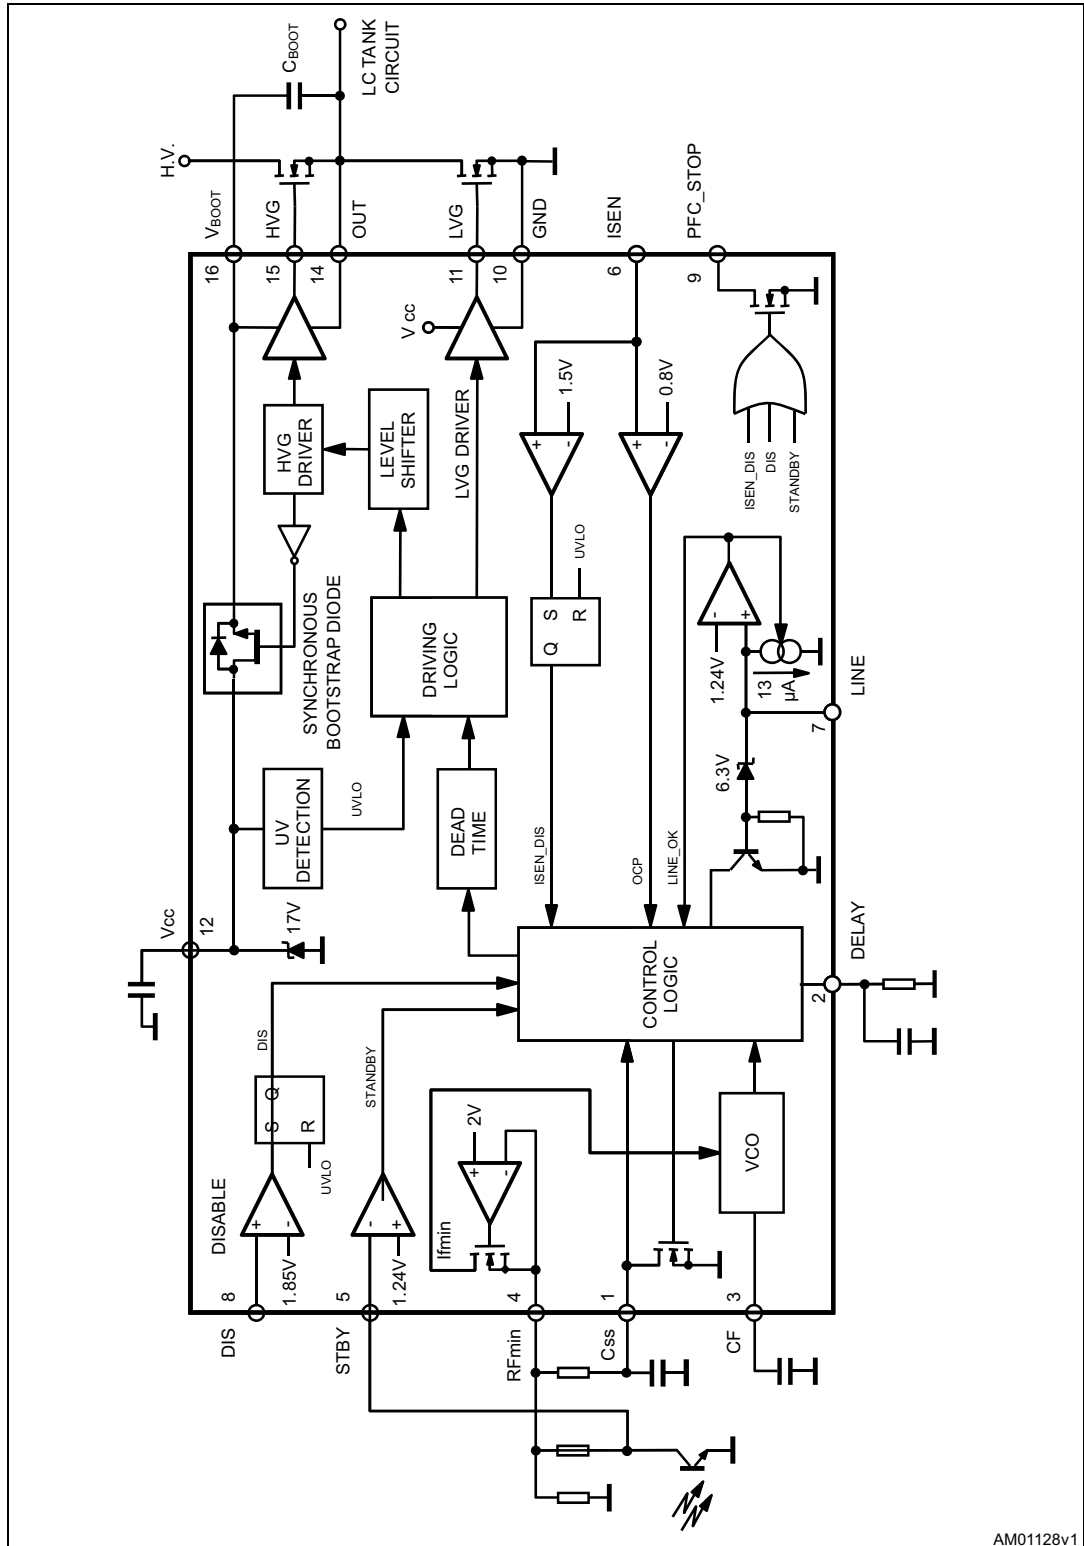 H.V.
CBOOT
LC TANK
CIRCUIT
VBOOT
HVG
OUT
LVG
GND
ISEN
PFC_STOP
16
15
14
11
10
6
9
Vcc
HVG
DRIVER
LEVEL
SHIFTER
LVG DRIVER
1.5V
0.8V
+
-
+
-
ISEN_DIS
DIS
STANDBY
SYNCHRONOUS
BOOTSTRAP DIODE
DRIVING
LOGIC
Q
S
R
UVLO
1.24V
-
+
13
µA
LINE
7
6.3V
UV
DETECTION
UVLO
DEAD
TIME
ISEN_DIS
OCP
LINE_OK
Vcc
12
17V
CONTROL
LOGIC
DELAY
2
DIS
STANDBY
S
Q
R
UVLO
2V
+
-
Ifmin
VCO
DISABLE
+
-
1.85V
-
+
1.24V
8
5
4
1
3
DIS
STBY
RFmin
Css
CF
AM01128v1